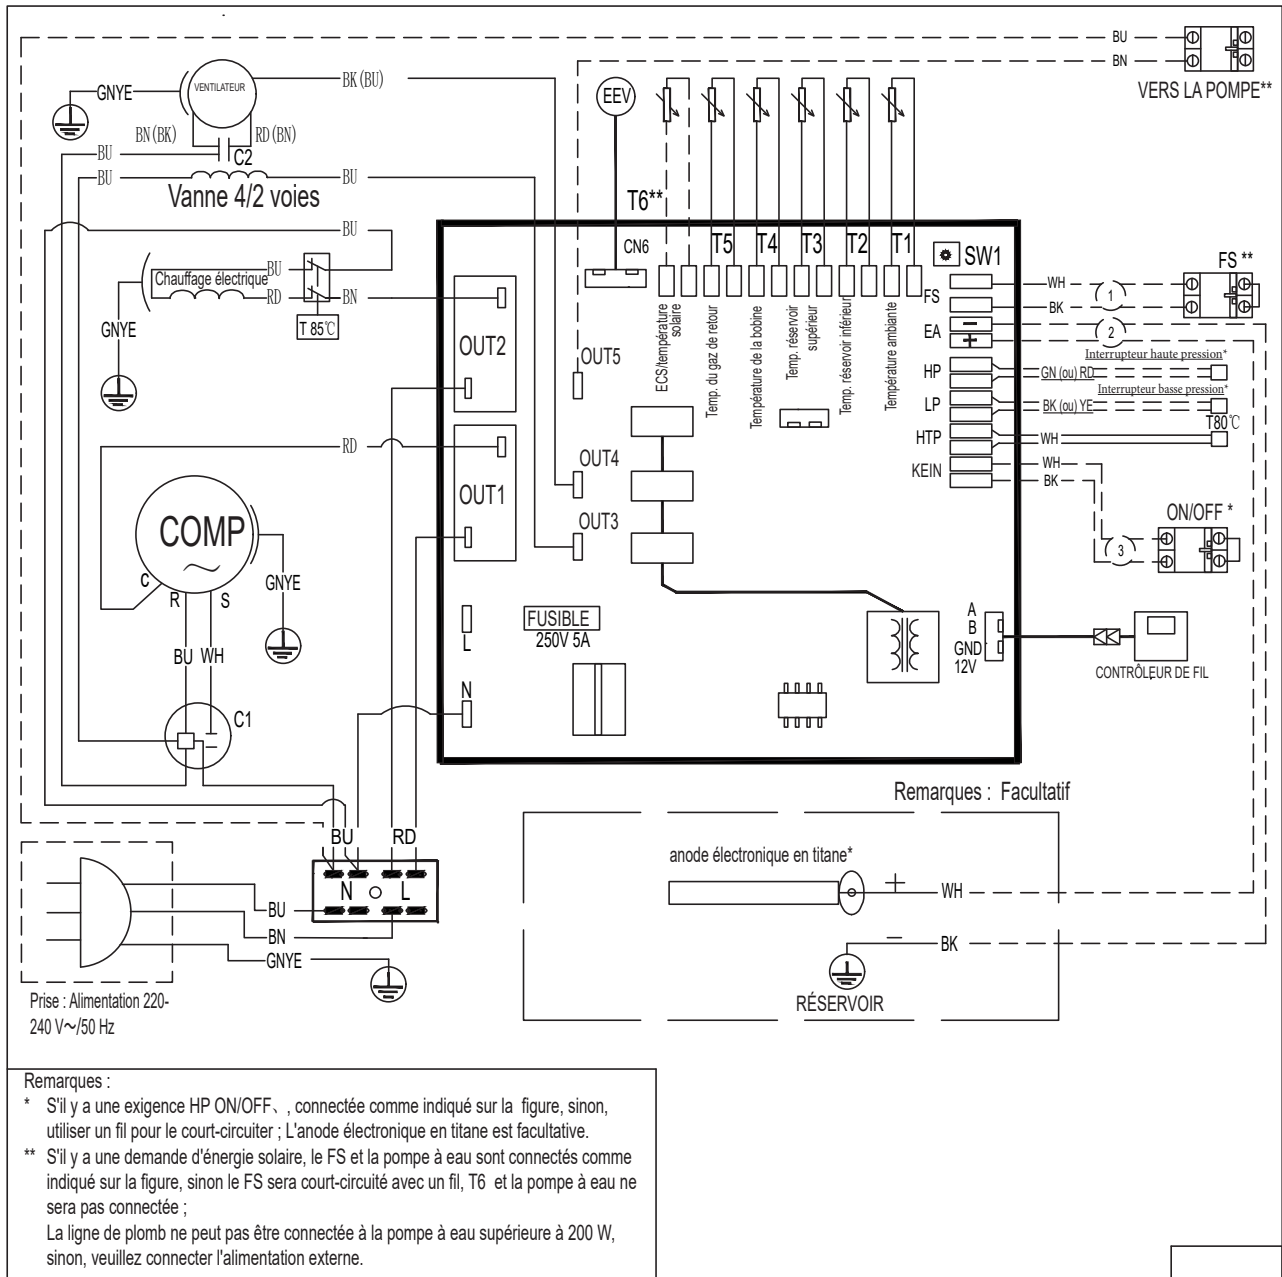 BU
BN
VERS LA POMPE**
VENTILATEUR
GNYE
BK(BU)
BN(BK)
RD(BN)
C2
BU
BU
BU
Vanne 4/2 voies
EEV
T6**
CN6
T5
T4
T3
T2
T1
SW1
BU
Chauffage électrique
BU
RD
BN
T 85℃
GNYE
OUT2
OUT5
ECS/température
solaire
Temp. du gaz de retour
Température de la bobine
Temp. réservoir
supérieur
Temp. réservoir inférieur
Température ambiante
FS
WH
BK
1
FS **
EA
−
+
2
Interrupteur haute pression*
HP
GN (ou) RD
Interrupteur basse pression*
LP
BK (ou) YE
T80℃
HTP
WH
KEIN
WH
BK
ON/OFF *
3
RD
OUT1
OUT4
OUT3
COMP
C
R
S
GNYE
BU
WH
C1
L
N
FUSIBLE
250V 5A
A
B
GND
12V
CONTRÔLEUR DE FIL
Remarques : Facultatif
anode électronique en titane*
+
WH
−
BK
RÉSERVOIR
BU
RD
N
L
BU
BN
GNYE
Prise : Alimentation 220-
240 V～/50 Hz
Remarques :
* S'il y a une exigence HP ON/OFF、, connectée comme indiqué sur la figure, sinon,
utiliser un fil pour le court-circuiter ; L'anode électronique en titane est facultative.
** S'il y a une demande d'énergie solaire, le FS et la pompe à eau sont connectés comme
indiqué sur la figure, sinon le FS sera court-circuité avec un fil, T6 et la pompe à eau ne
sera pas connectée ;
La ligne de plomb ne peut pas être connectée à la pompe à eau supérieure à 200 W,
sinon, veuillez connecter l'alimentation externe.